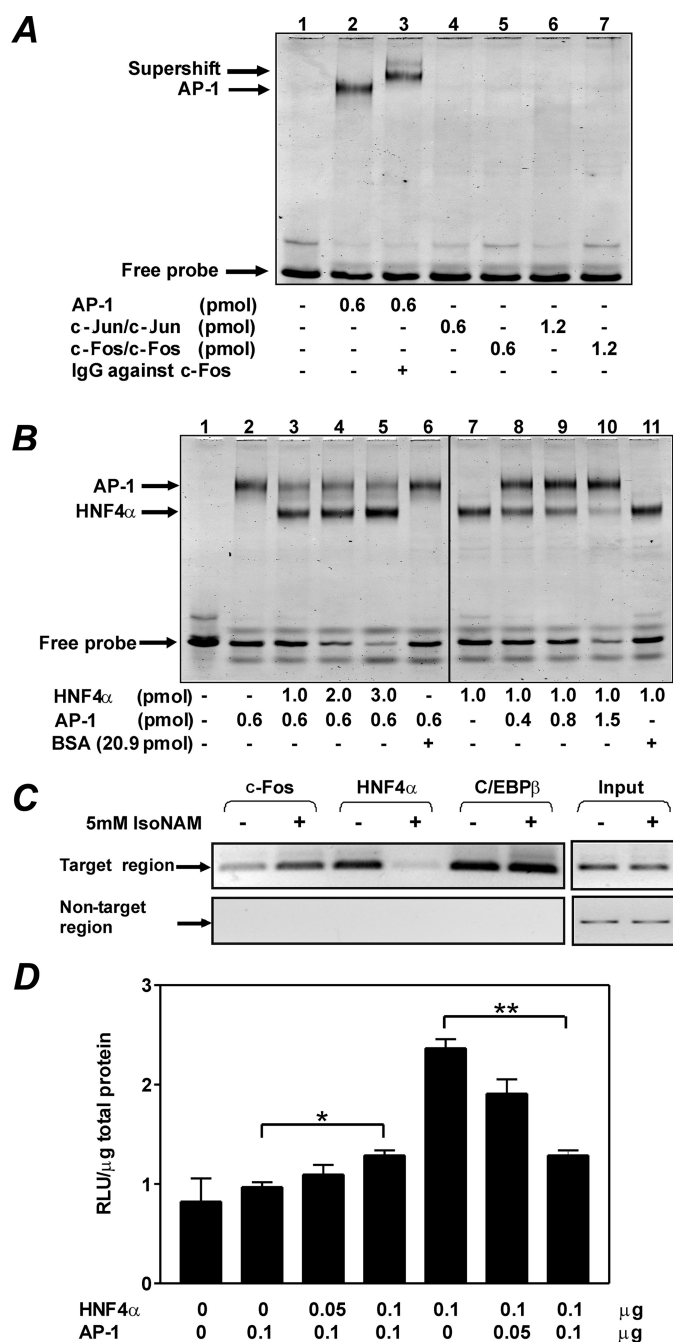 A
1 2 3 4 5 6 7
Supershift
AP-1
Free probe
AP-1 (pmol) - 0.6 0.6 - - - -
c-Jun/c-Jun (pmol) - - - 0.6 - 1.2 -
c-Fos/c-Fos (pmol) - - - - 0.6 - 1.2
IgG against c-Fos - - + - - - -
B
1 2 3 4 5 6 7 8 9 10 11
AP-1
HNF4α
Free probe
HNF4α (pmol) - - 1.0 2.0 3.0 - 1.0 1.0 1.0 1.0 1.0
AP-1 (pmol) - 0.6 0.6 0.6 0.6 0.6 - 0.4 0.8 1.5 -
BSA (20.9 pmol) - - - - - + - - - - +
C
c-Fos HNF4α C/EBPβ Input
5mM IsoNAM - + - + - + - +
Target region
Non-target
region
D
RLU/µg total protein
3
2
1
0
*
**
HNF4α 0 0 0.05 0.1 0.1 0.1 0.1 µg
AP-1 0 0.1 0.1 0.1 0 0.05 0.1 µg